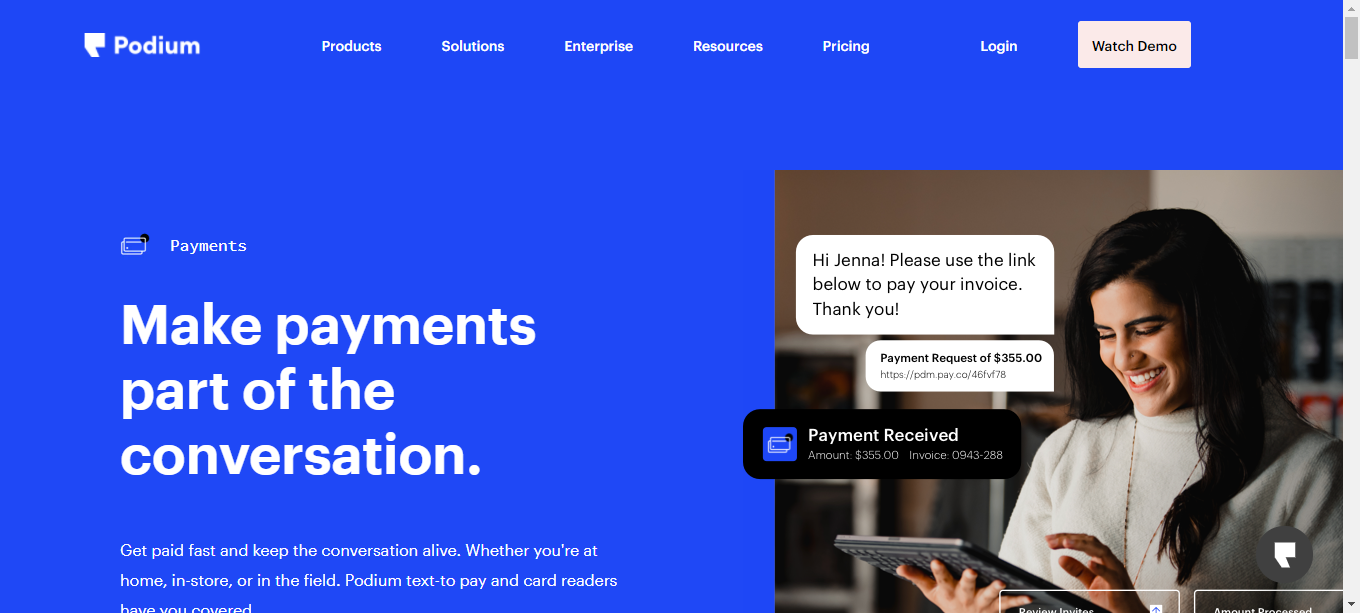 Podium
Products
Solutions
Enterprise
Resources
Pricing
Login
Watch Demo
Payments
Make payments
part of the
conversation.
Get paid fast and keep the conversation alive. Whether you're at
home, in-store, or in the field. Podium text-to pay and card readers
have you covered.
Hi Jenna! Please use the link
below to pay your invoice.
Thank you!
Payment Request of $355.00
https://pdm.pay.co/46fvf78
Payment Received
Amount: $355.00 Invoice: 0943-288
Review Invites
Amount Processed